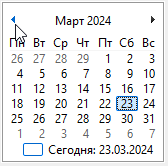 Март 2024
Пн Вт Ср Чт Пт Сб Вс
26 27 28 29 1 2 3
4 5 6 7 8 9 10
11 12 13 14 15 16 17
18 19 20 21 22 23 24
25 26 27 28 29 30 31
1 2 3 4 5 6 7
Сегодня: 23.03.2024